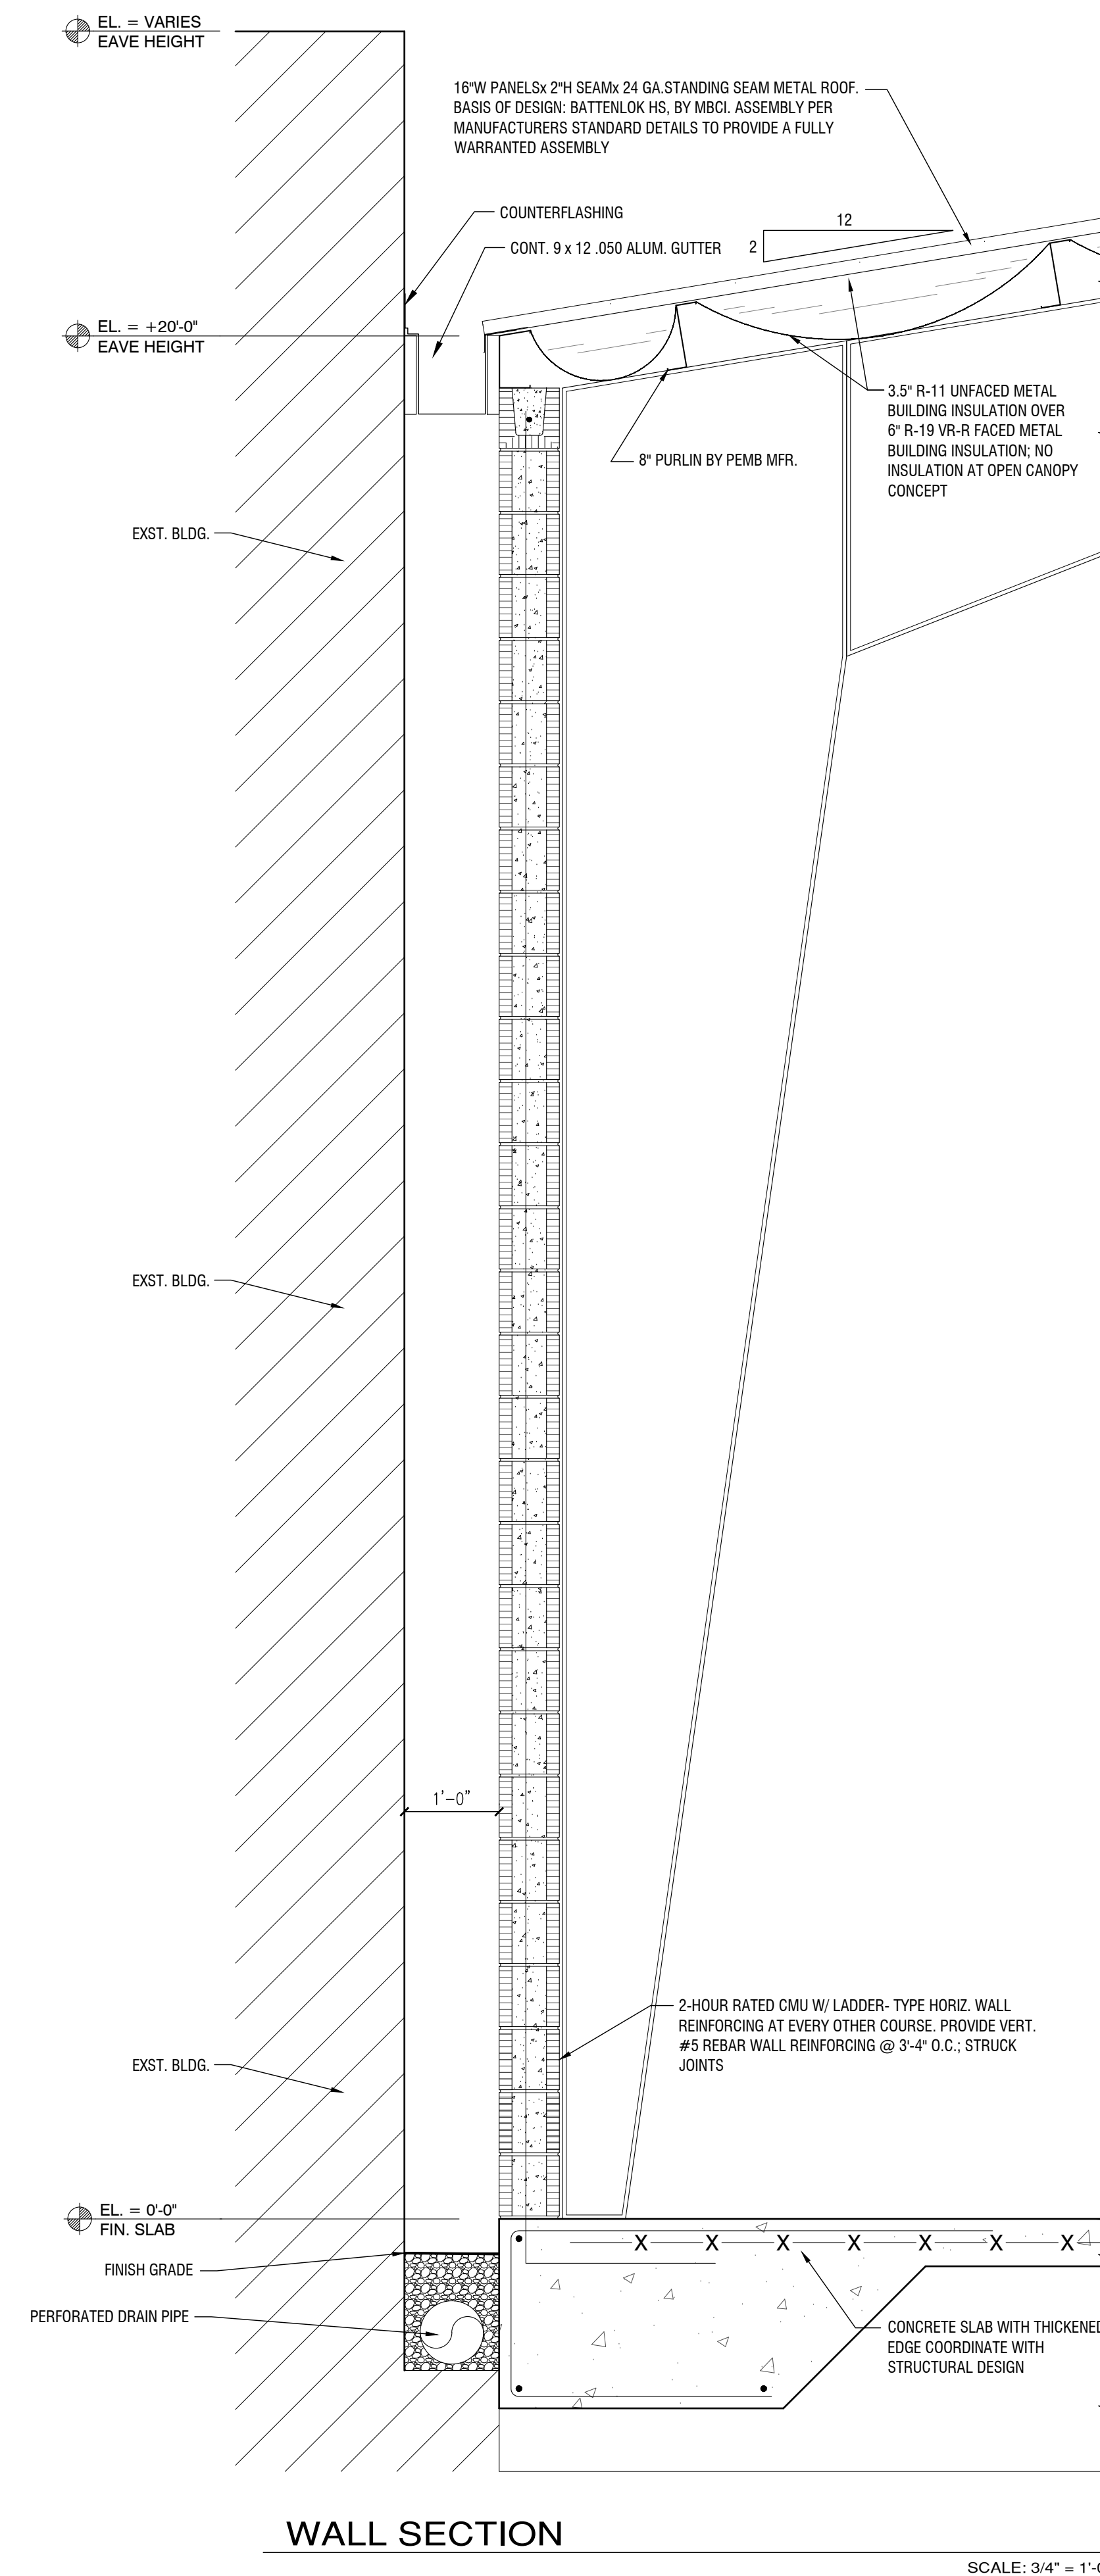 EL. = VARIES
EAVE HEIGHT
16"W PANELSx 2"H SEAMx 24 GA.STANDING SEAM METAL ROOF.
BASIS OF DESIGN: BATTENLOK HS, BY MBCI. ASSEMBLY PER
MANUFACTURERS STANDARD DETAILS TO PROVIDE A FULLY
WARRANTED ASSEMBLY
COUNTERFLASHING
12
2
CONT. 9 x 12 .050 ALUM. GUTTER
EL. = +20'-0"
EAVE HEIGHT
3.5" R-11 UNFACED METAL
BUILDING INSULATION OVER
6" R-19 VR-R FACED METAL
BUILDING INSULATION; NO
INSULATION AT OPEN CANOPY
CONCEPT
8" PURLIN BY PEMB MFR.
EXST. BLDG.
EXST. BLDG.
1'-0"
2-HOUR RATED CMU W/ LADDER- TYPE HORIZ. WALL
REINFORCING AT EVERY OTHER COURSE. PROVIDE VERT.
#5 REBAR WALL REINFORCING @ 3'-4" O.C.; STRUCK
JOINTS
EXST. BLDG.
EL. = 0'-0"
FIN. SLAB
X X X X X X X
FINISH GRADE
PERFORATED DRAIN PIPE
CONCRETE SLAB WITH THICKENED
EDGE COORDINATE WITH
STRUCTURAL DESIGN
WALL SECTION
SCALE: 3/4" = 1'-0